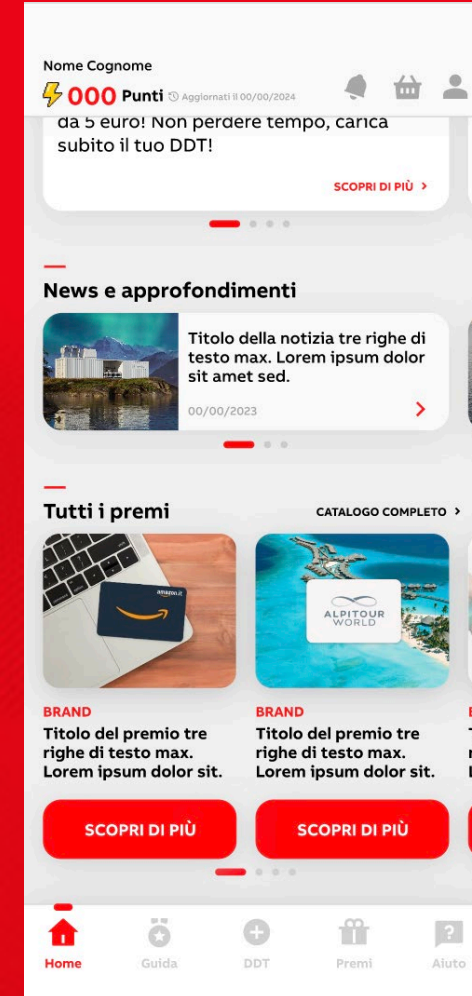 Nome Cognome
000 Punti Aggiornati il 00/00/2024
da 5 euro! Non perdere tempo, carica
subito il tuo DDT!
SCOPRI DI PIÙ
News e approfondimenti
Titolo della notizia tre righe di
testo max. Lorem ipsum dolor
sit amet sed.
00/00/2023
Tutti i premi
CATALOGO COMPLETO
amazon.it
ALPITOUR
WORLD
BRAND
Titolo del premio tre
righe di testo max.
Lorem ipsum dolor sit.
SCOPRI DI PIÙ
BRAND
Titolo del premio tre
righe di testo max.
Lorem ipsum dolor sit.
SCOPRI DI PIÙ
Home
Guida
DDT
Premi
Aiuto